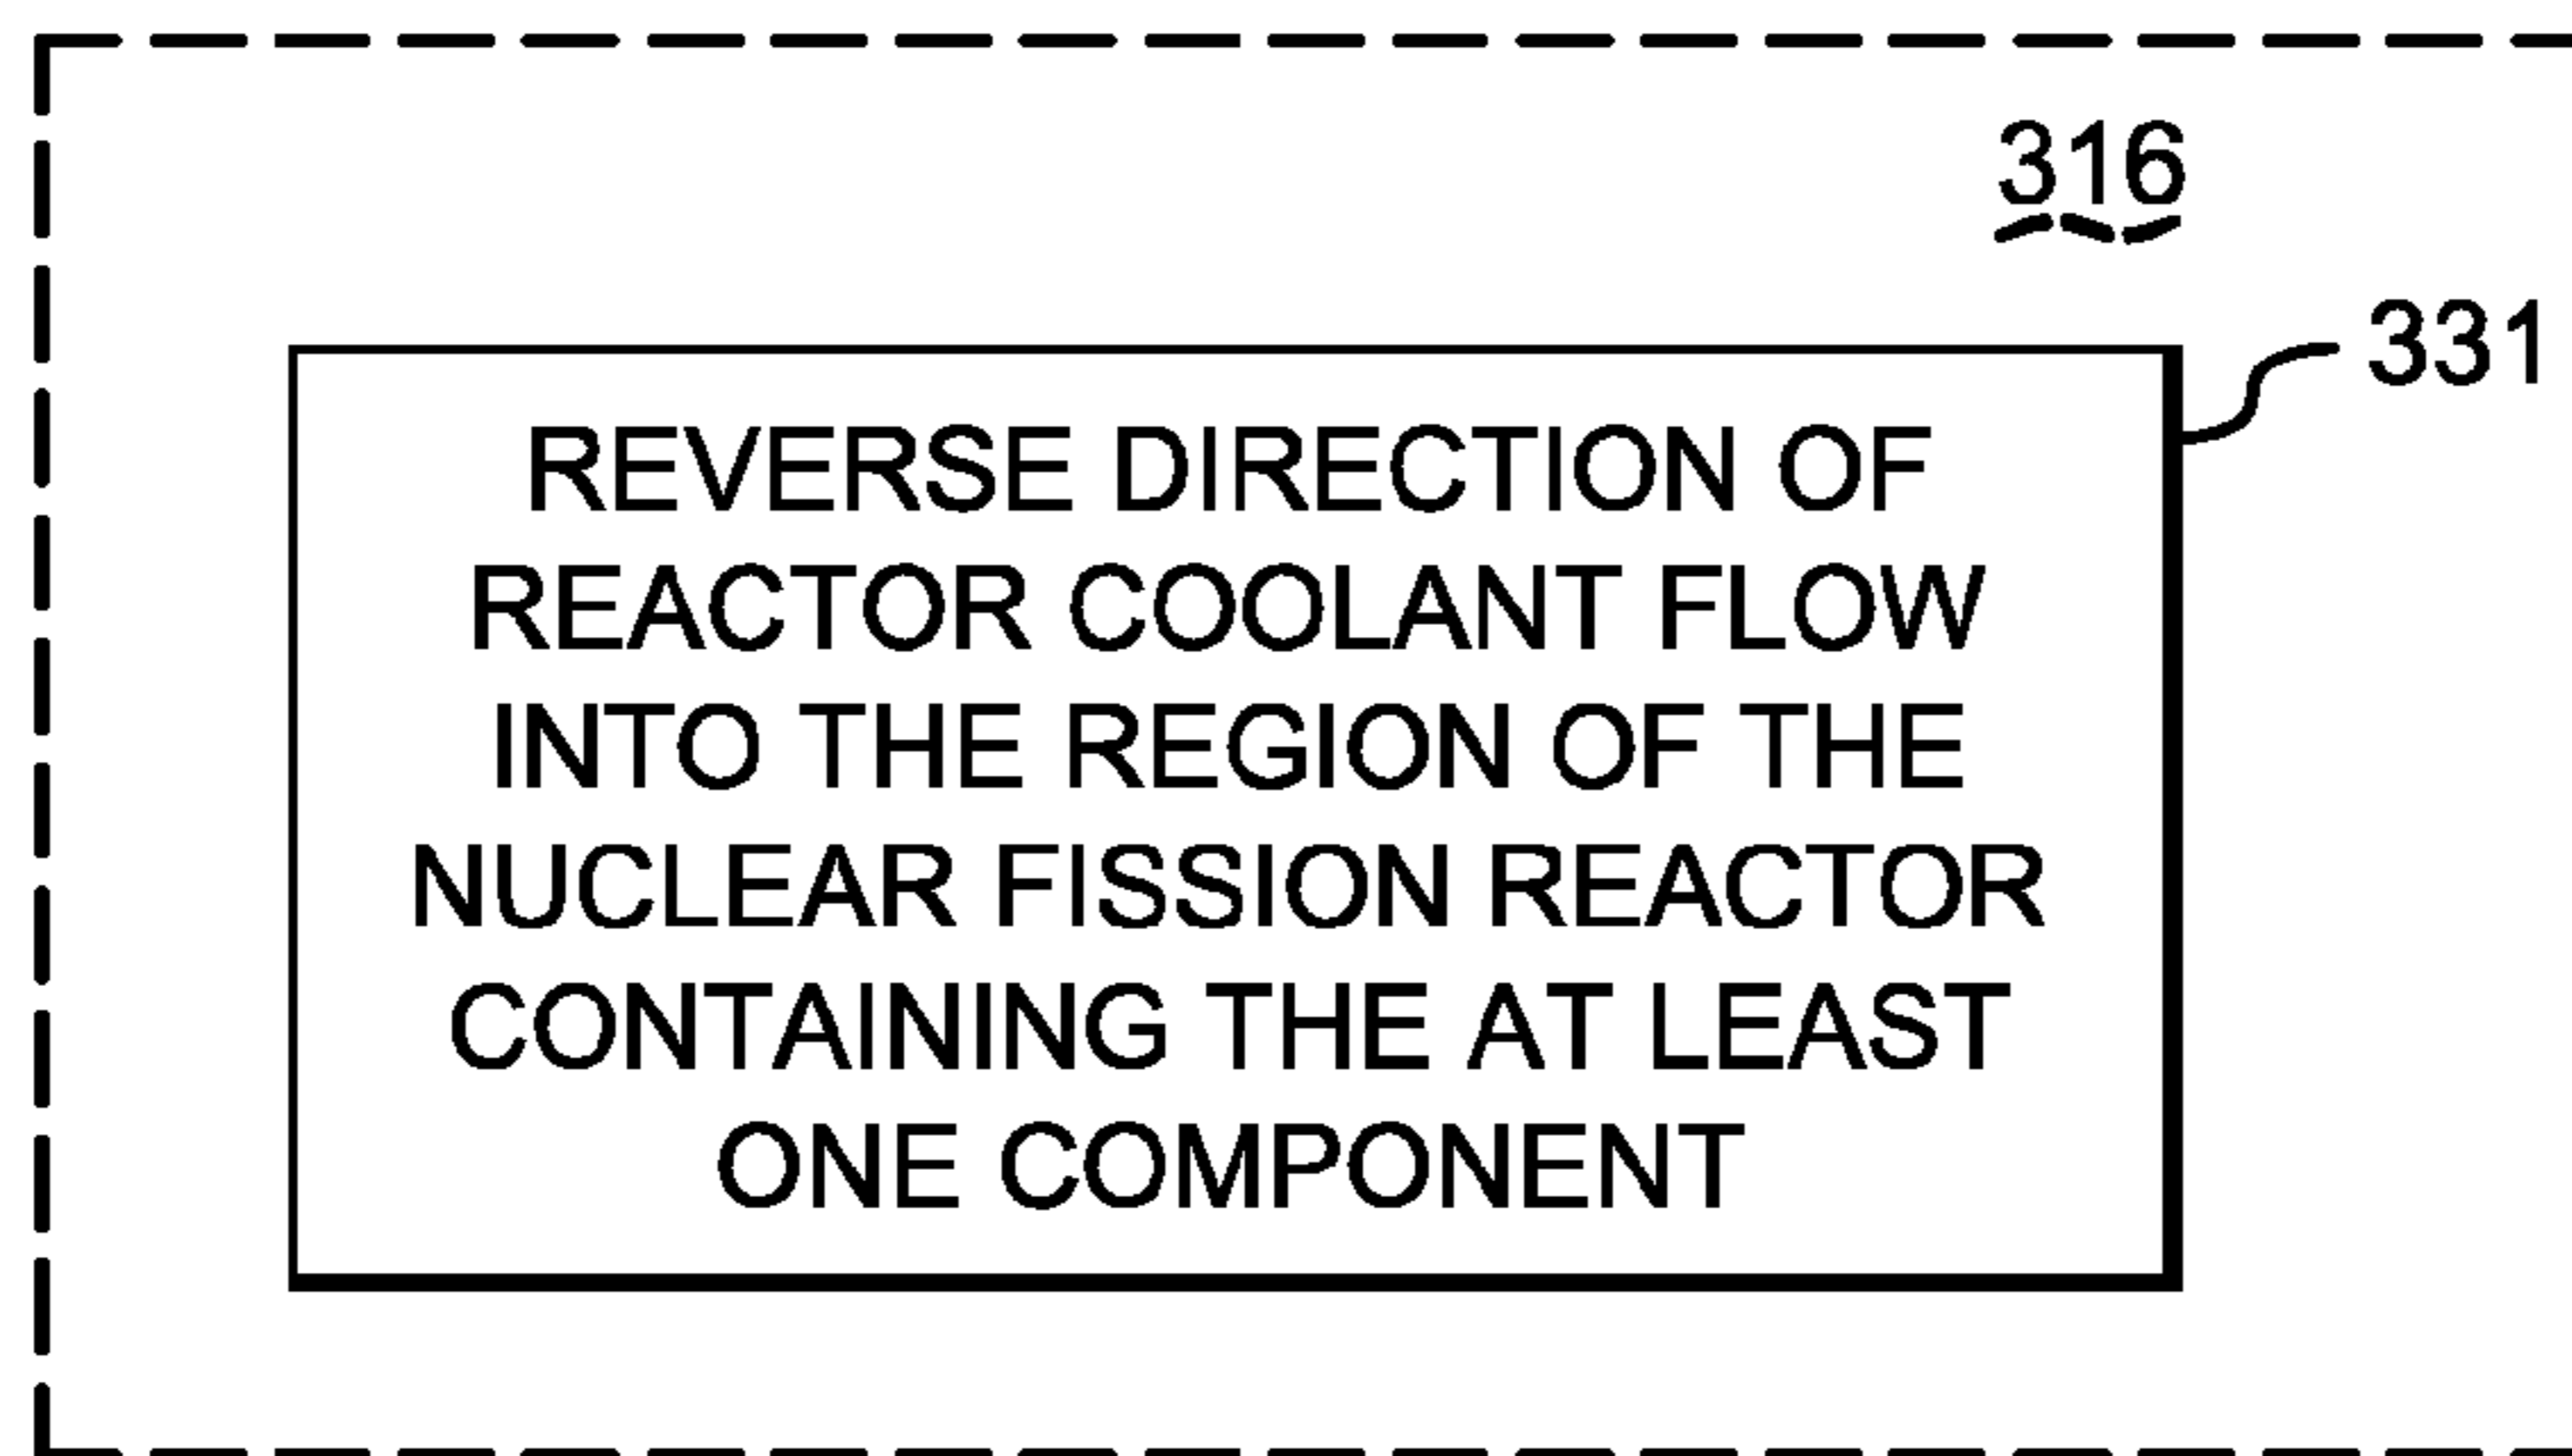 316
331
REVERSE DIRECTION OF
REACTOR COOLANT FLOW
INTO THE REGION OF THE
NUCLEAR FISSION REACTOR
CONTAINING THE AT LEAST
ONE COMPONENT